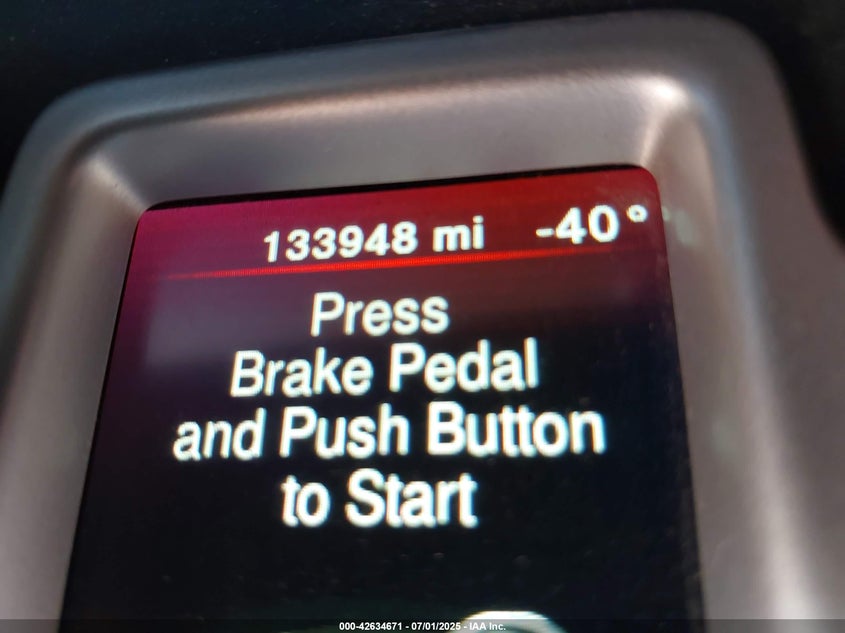 133948 mi -40°
Press
Brake Pedal
and Push Button
to Start
000-42634671 - 07/01/2025 - IAA Inc.